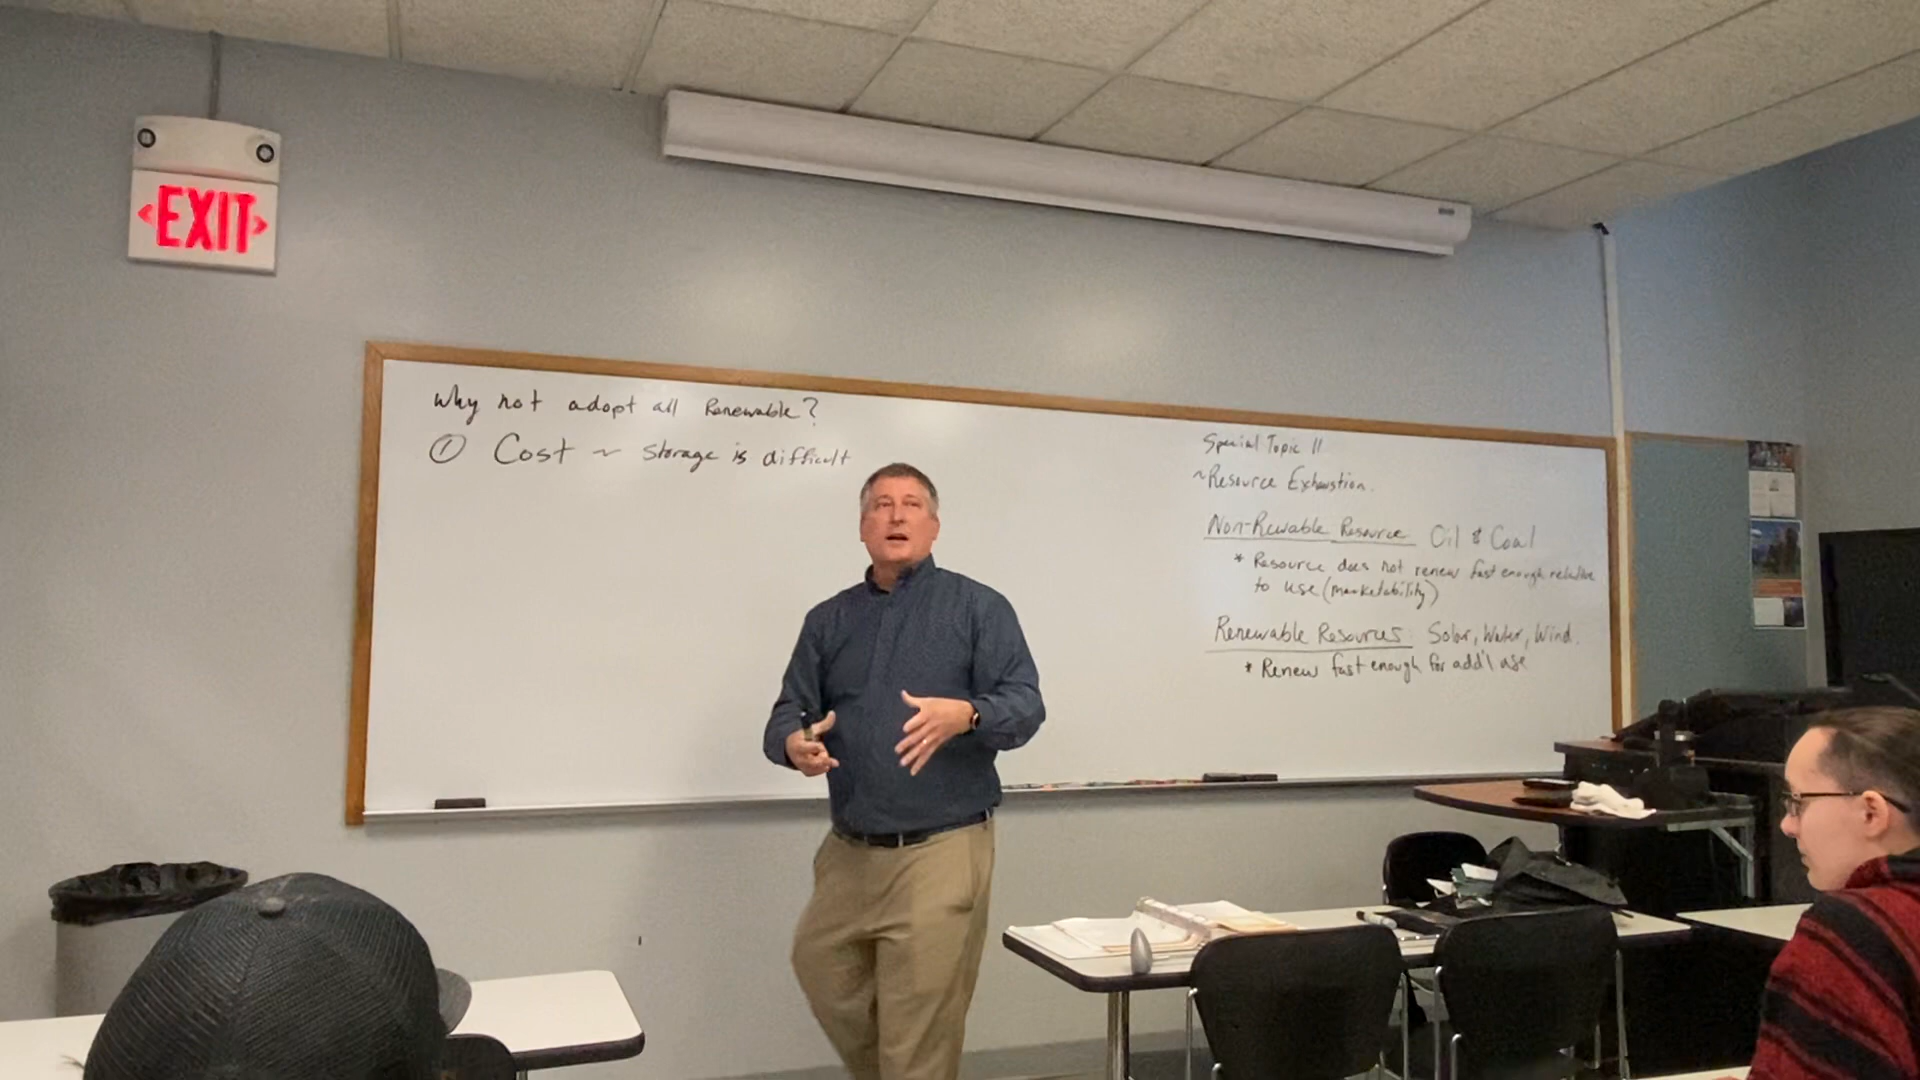 <EXIT>
Why not adopt all Renewable?
① Cost ~ storage is difficult
Special Topic 11
~Resource Exhaustion.
Non-Rewable Resource Oil & Coal
* Resource does not renew fast enough relative
to use (marketability)
Renewable Resources: Solar, Water, Wind.
* Renew fast enough for add'l use